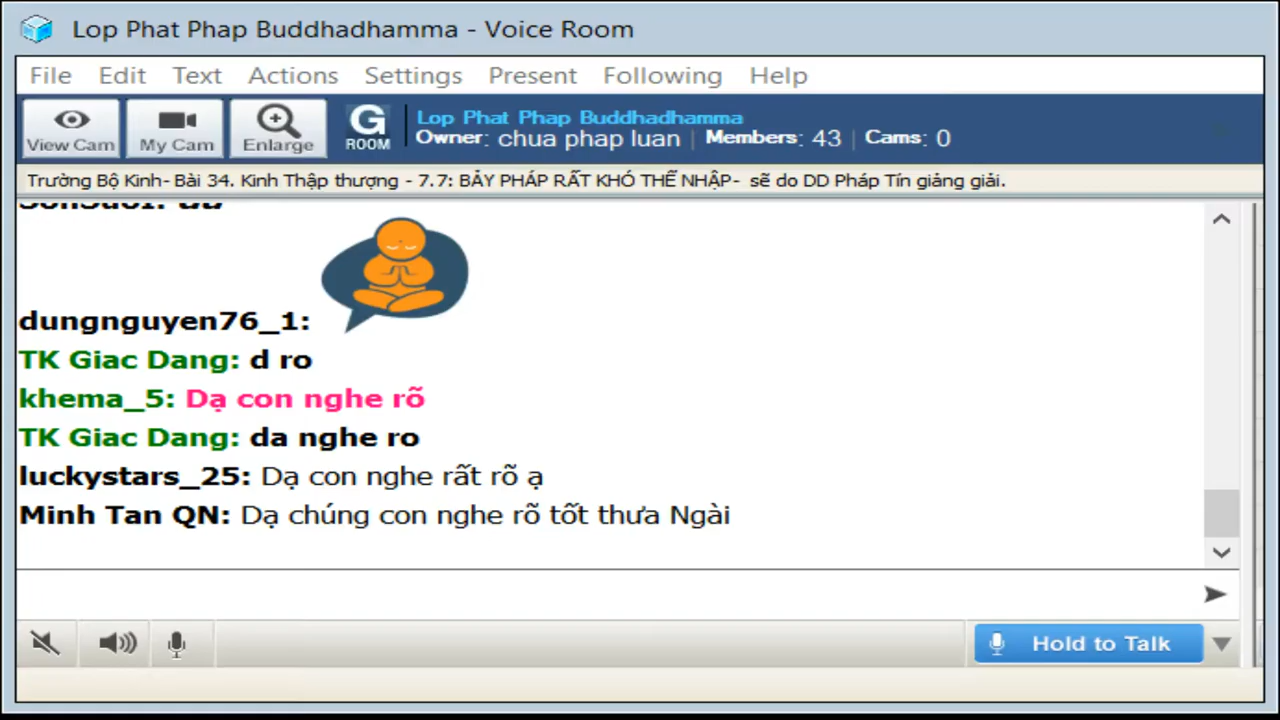 Lop Phat Phap Buddhadhamma - Voice Room
File Edit Text Actions Settings Present Following Help
View Cam My Cam Enlarge G ROOM Lop Phat Phap Buddhadhamma
Owner: chua phap luan | Members: 43 | Cams: 0
Trường Bộ Kinh- Bài 34. Kinh Thập thượng - 7.7: BẢY PHÁP RẤT KHÓ THỂ NHẬP- sẽ do DD Pháp Tín giảng giải.
dungnguyen76_1:
TK Giac Dang: d ro
khema_5: Dạ con nghe rõ
TK Giac Dang: da nghe ro
luckystars_25: Dạ con nghe rất rõ ạ
Minh Tan QN: Dạ chúng con nghe rõ tốt thưa Ngài
Hold to Talk